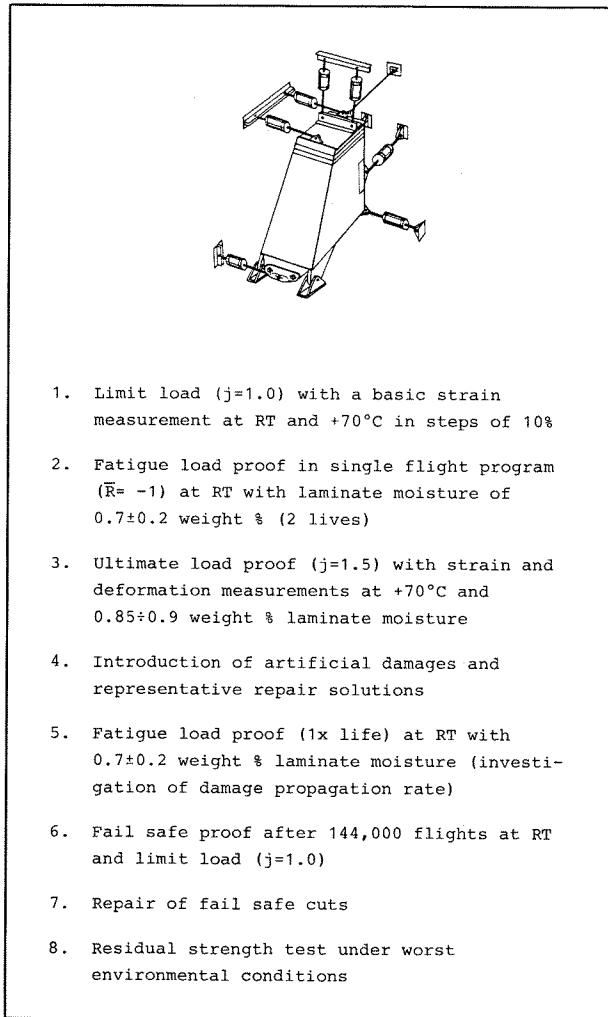 1. Limit load (j=1.0) with a basic strain
measurement at RT and +70°C in steps of 10%
2. Fatigue load proof in single flight program
(R̅= -1) at RT with laminate moisture of
0.7±0.2 weight % (2 lives)
3. Ultimate load proof (j=1.5) with strain and
deformation measurements at +70°C and
0.85÷0.9 weight % laminate moisture
4. Introduction of artificial damages and
representative repair solutions
5. Fatigue load proof (1x life) at RT with
0.7±0.2 weight % laminate moisture (investi-
gation of damage propagation rate)
6. Fail safe proof after 144,000 flights at RT
and limit load (j=1.0)
7. Repair of fail safe cuts
8. Residual strength test under worst
environmental conditions